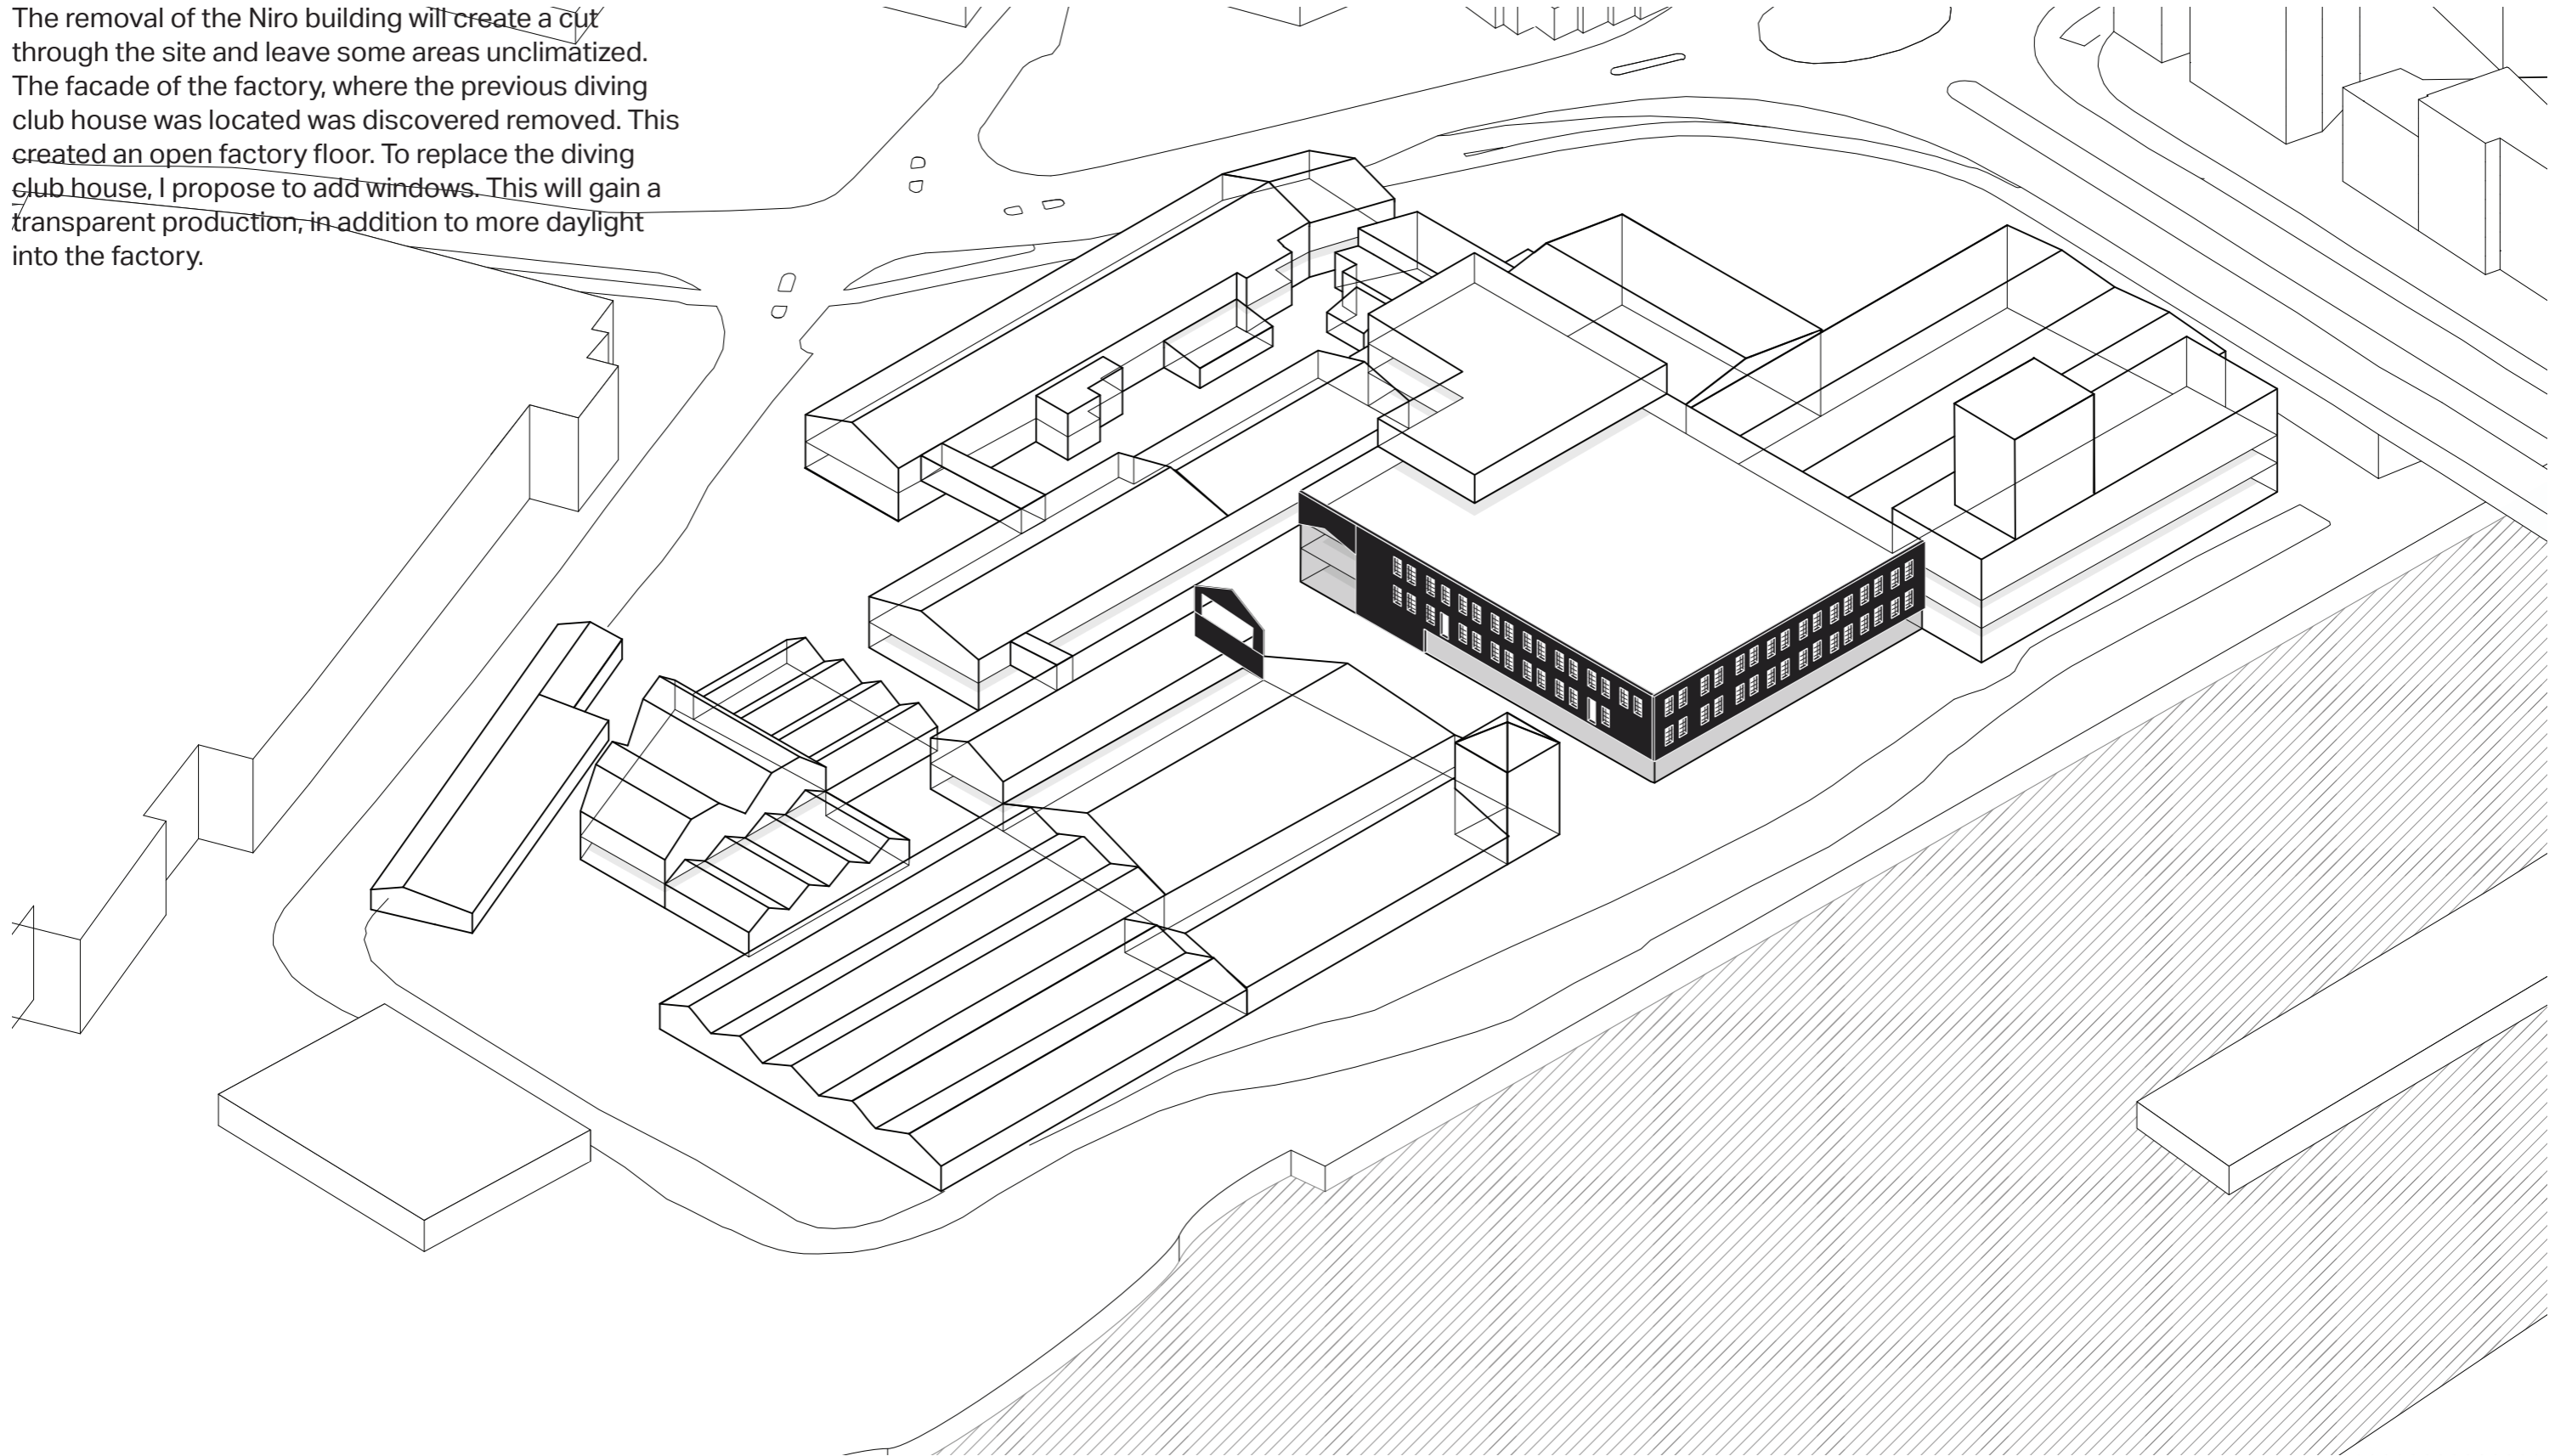 The removal of the Niro building will create a cut
through the site and leave some areas unclimatized.
The facade of the factory, where the previous diving
club house was located was discovered removed. This
created an open factory floor. To replace the diving
club house, I propose to add windows. This will gain a
transparent production, in addition to more daylight
into the factory.